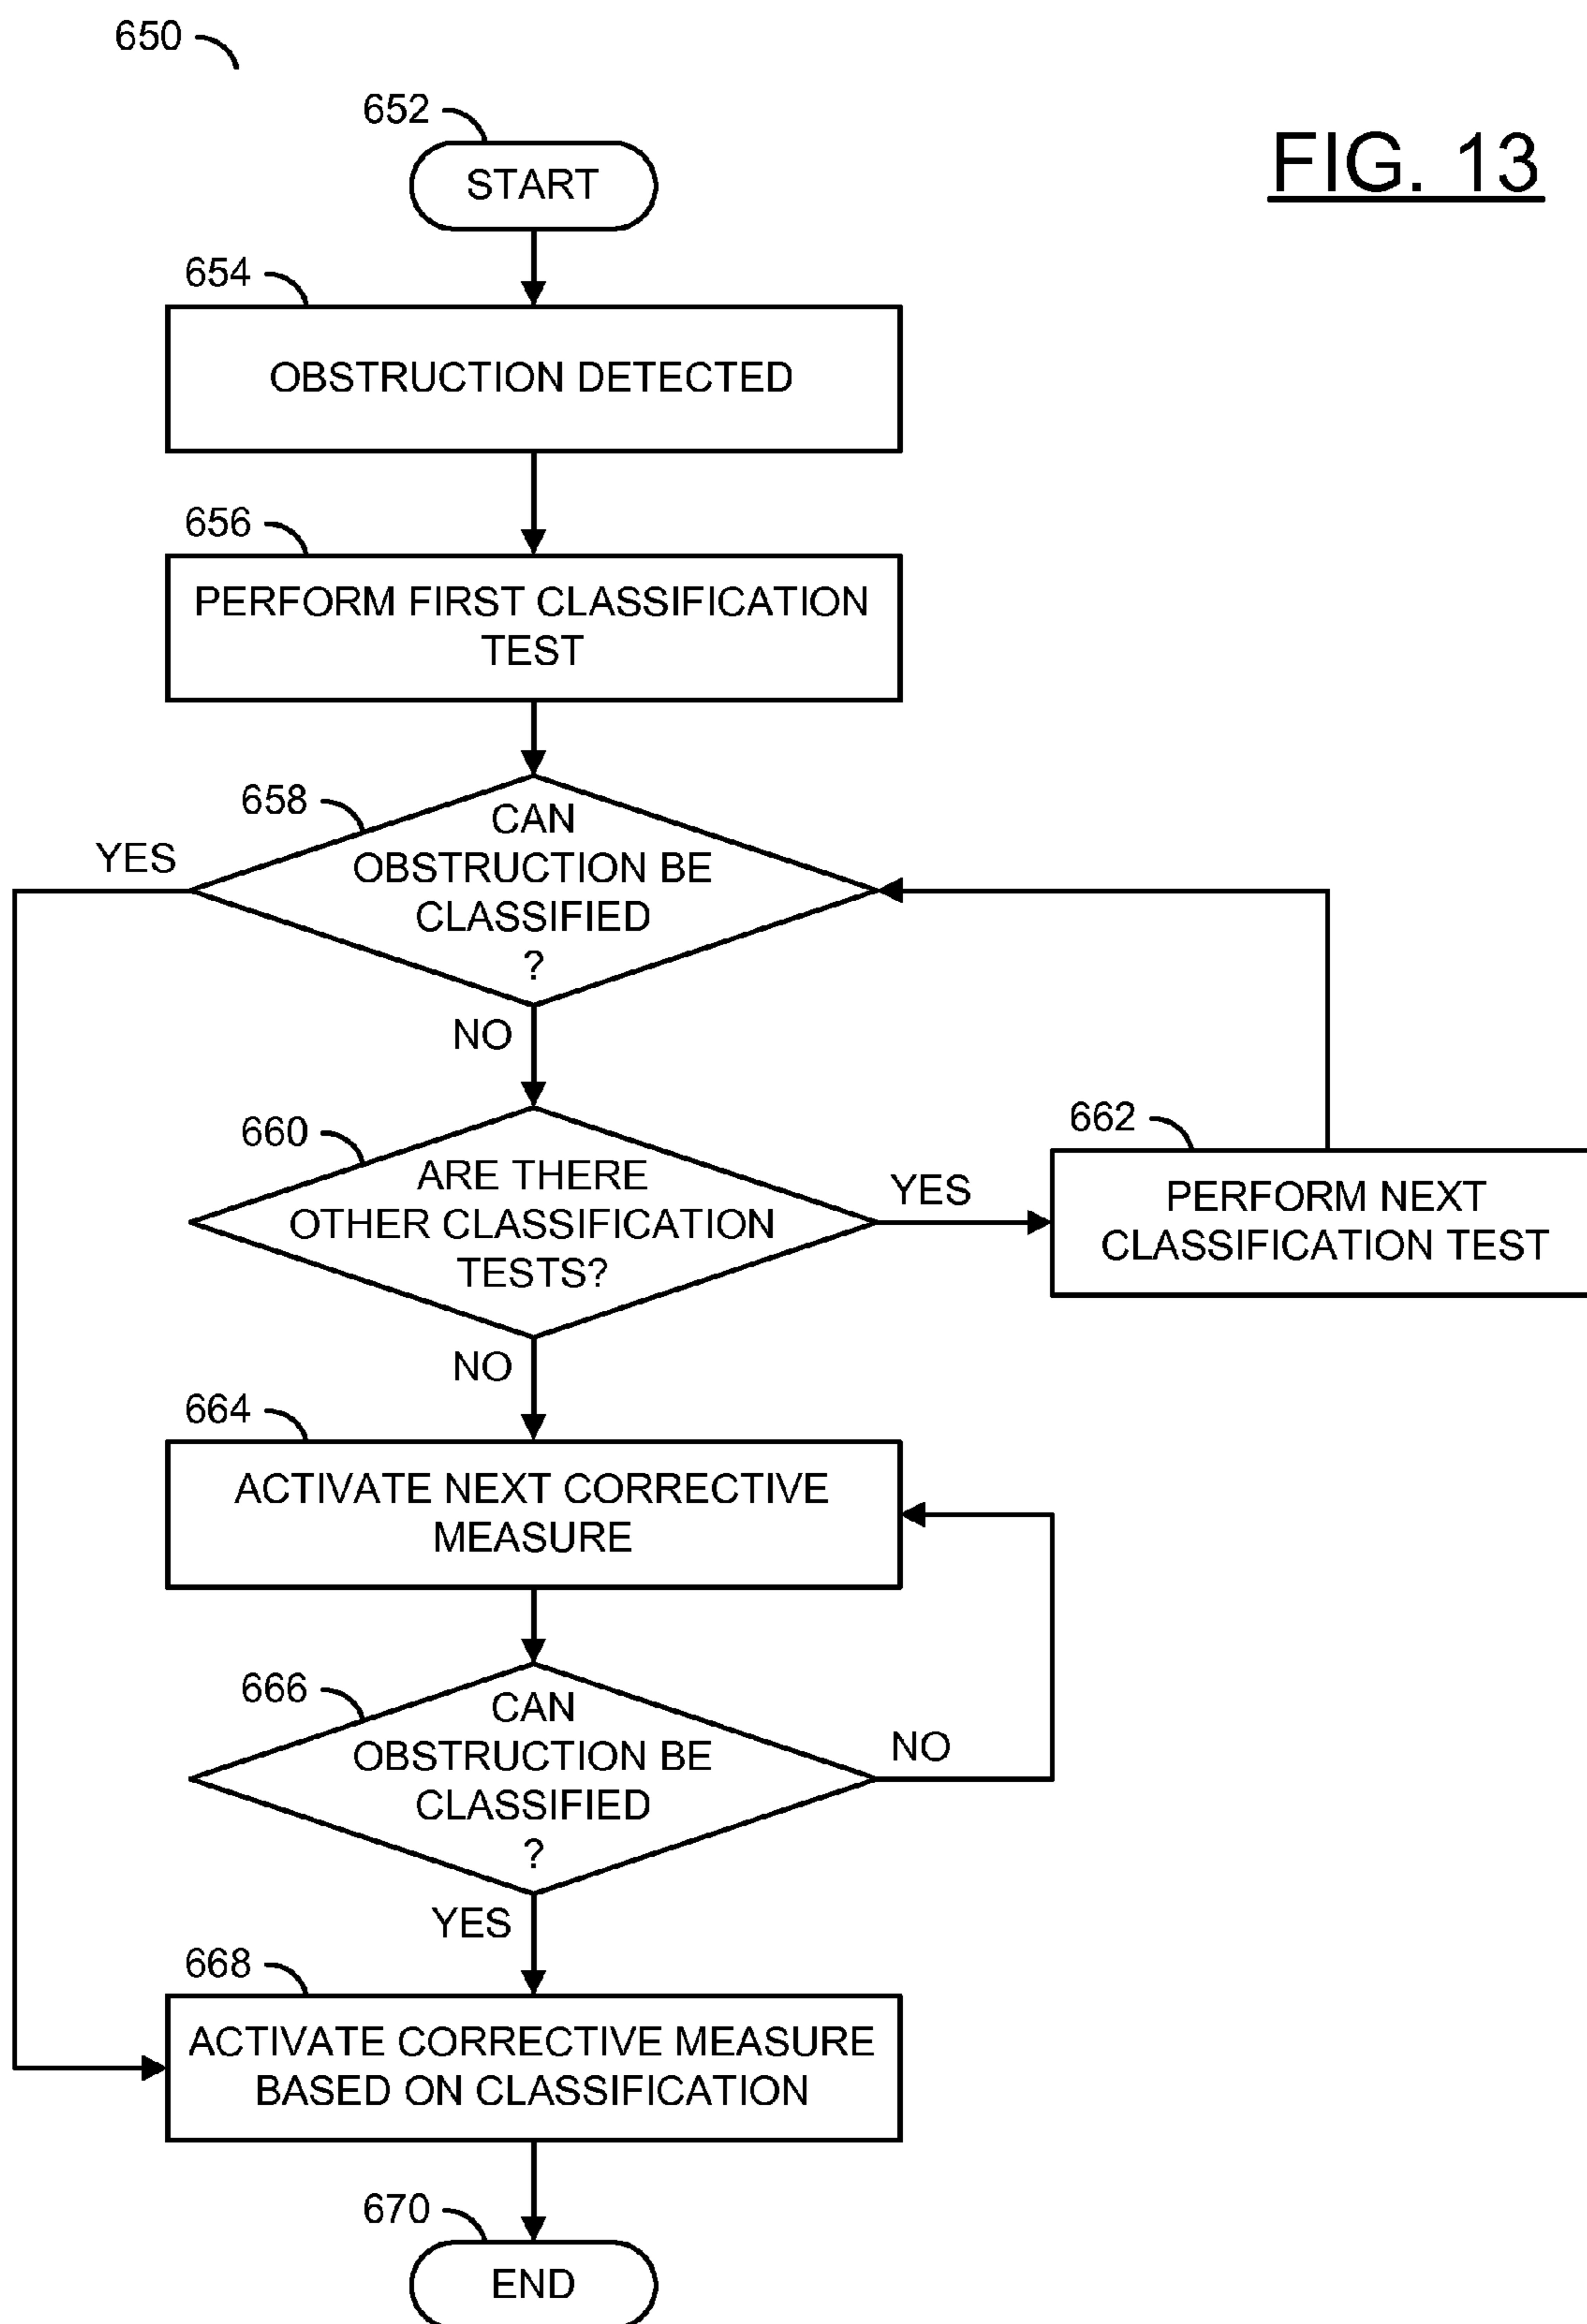 650
652
START
FIG. 13
654
OBSTRUCTION DETECTED
656
PERFORM FIRST CLASSIFICATION
TEST
658
CAN
OBSTRUCTION BE
CLASSIFIED
?
YES
NO
660
ARE THERE
OTHER CLASSIFICATION
TESTS?
YES
662
PERFORM NEXT
CLASSIFICATION TEST
NO
664
ACTIVATE NEXT CORRECTIVE
MEASURE
666
CAN
OBSTRUCTION BE
CLASSIFIED
?
NO
YES
668
ACTIVATE CORRECTIVE MEASURE
BASED ON CLASSIFICATION
670
END